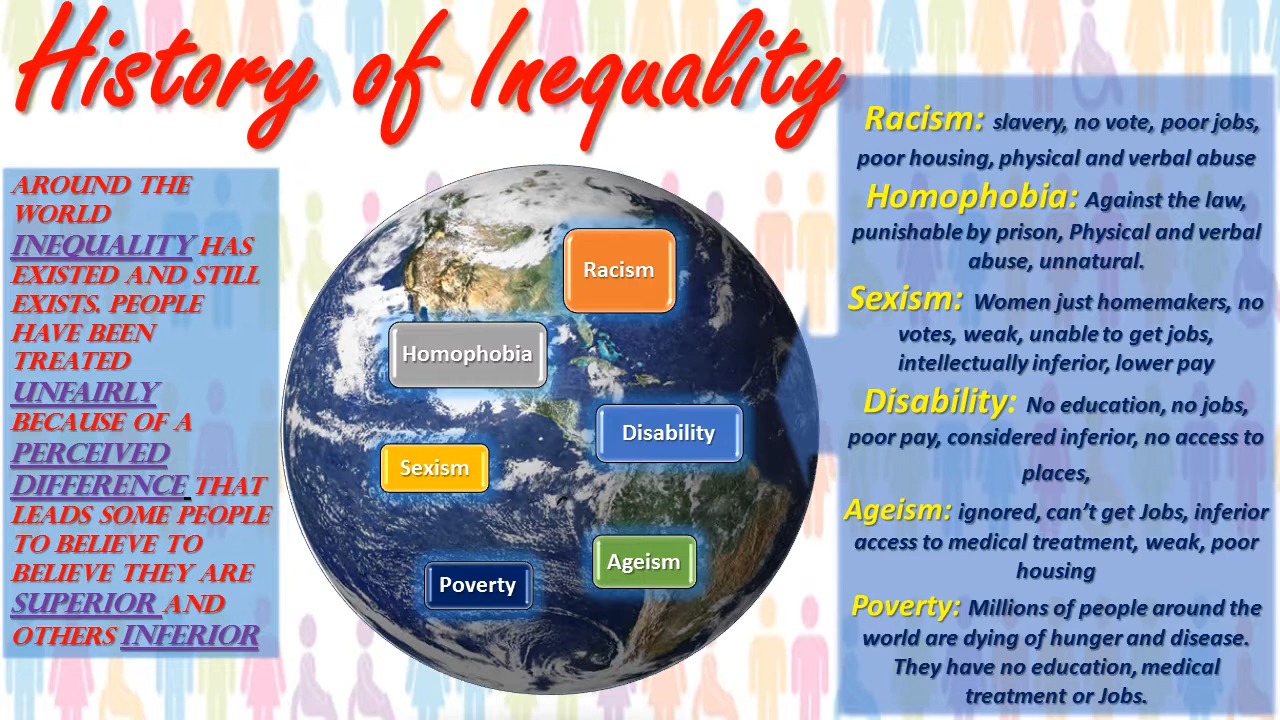 History of Inequality
AROUND THE
WORLD
INEQUALITY HAS
EXISTED AND STILL
EXISTS. PEOPLE
HAVE BEEN
TREATED
UNFAIRLY
BECAUSE OF A
PERCEIVED
DIFFERENCE THAT
LEADS SOME PEOPLE
TO BELIEVE TO
BELIEVE THEY ARE
SUPERIOR AND
OTHERS INFERIOR
Racism
Homophobia
Disability
Sexism
Ageism
Poverty
Racism: slavery, no vote, poor jobs,
poor housing, physical and verbal abuse
Homophobia: Against the law,
punishable by prison, Physical and verbal
abuse, unnatural.
Sexism: Women just homemakers, no
votes, weak, unable to get jobs,
intellectually inferior, lower pay
Disability: No education, no jobs,
poor pay, considered inferior, no access to
places,
Ageism: ignored, can't get Jobs, inferior
access to medical treatment, weak, poor
housing
Poverty: Millions of people around the
world are dying of hunger and disease.
They have no education, medical
treatment or Jobs.